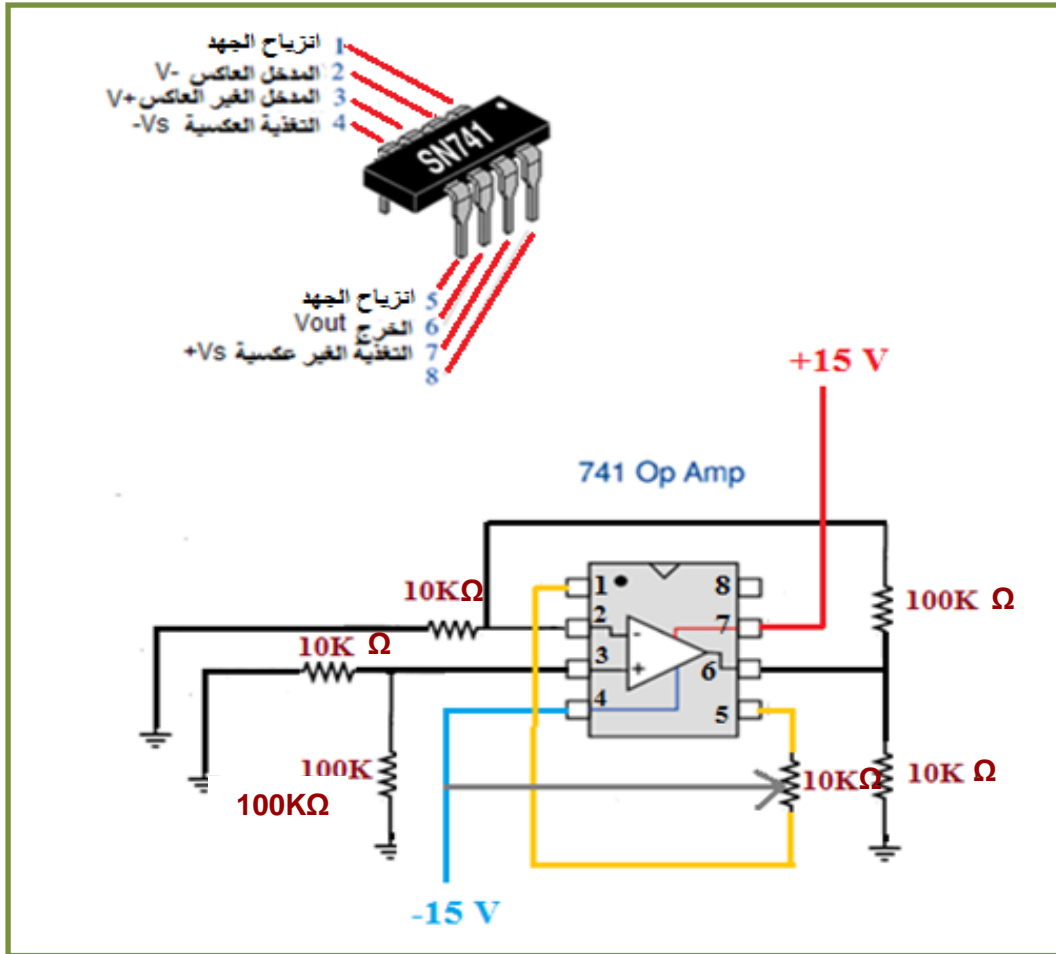 انزياح الجهد 1
المدخل العاكس V- 2
المدخل الغير العاكس V+ 3
التغذية العكسية -Vs 4
SN741
انزياح الجهد 5
الخرج Vout 6
التغذية الغير عكسية +Vs 7
8
+15 V
741 Op Amp
10KΩ
10K Ω
100K
100KΩ
1
2
3
4
8
7
6
5
-
+
100K Ω
10KΩ
10K Ω
-15 V